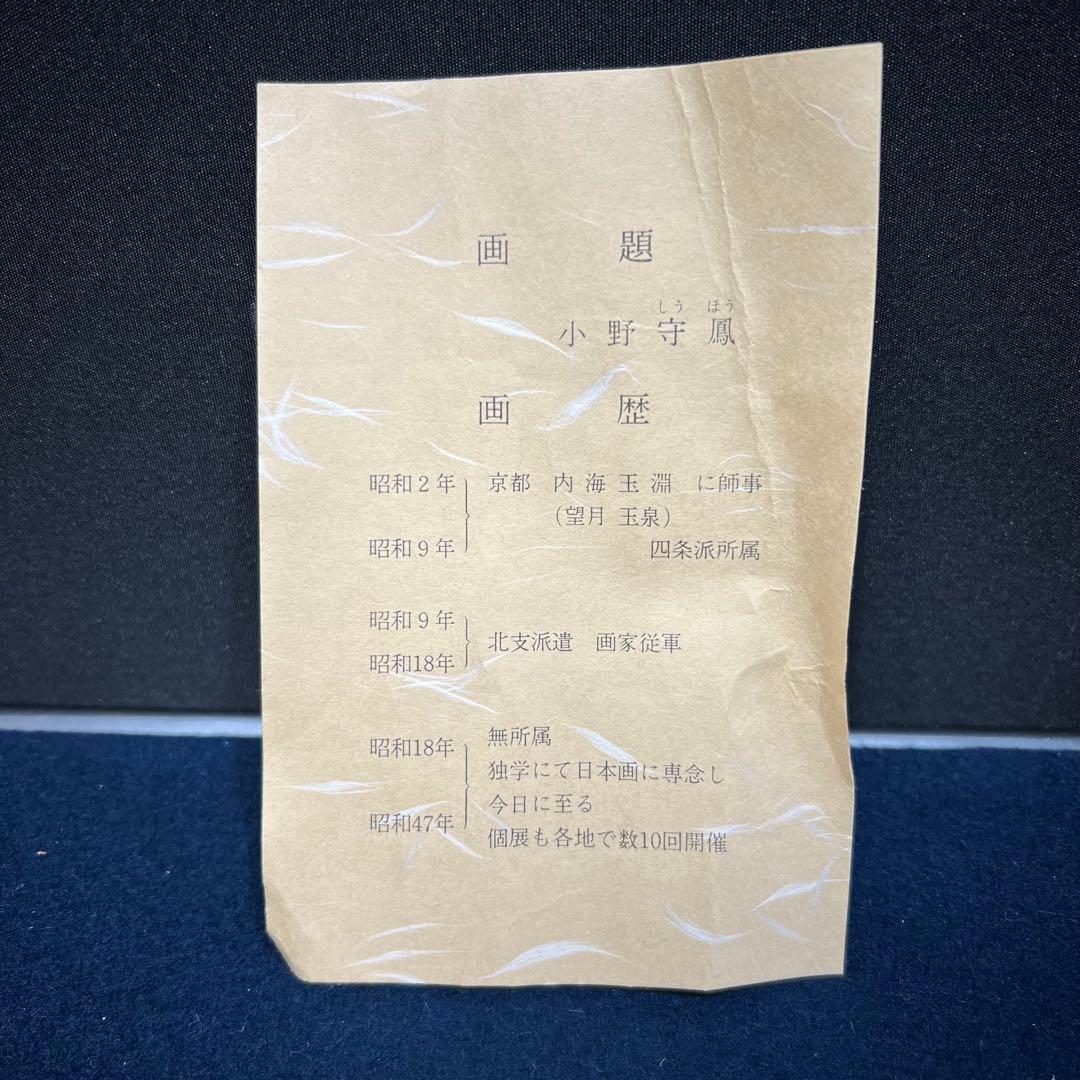 画題
しう ほう
小野守鳳
画歴
昭和2年 京都 内海玉淵 に師事
(望月 玉泉)
昭和9年 四条派所属
昭和9年
北支派遣 画家従軍
昭和18年
無所属
昭和18年
独学にて日本画に専念し
今日に至る
昭和47年
個展も各地で数10回開催